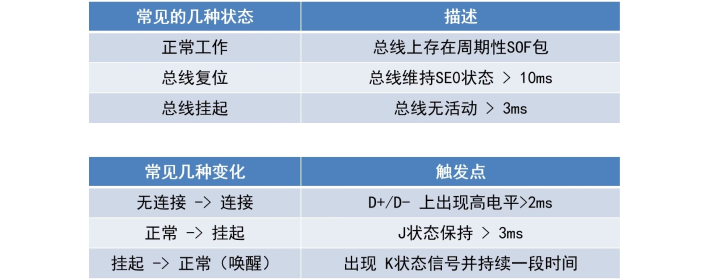 常见的几种状态 描述
正常工作 总线上存在周期性SOF包
总线复位 总线维持SE0状态 > 10ms
总线挂起 总线无活动 > 3ms
常见几种变化 触发点
无连接 -> 连接 D+/D- 上出现高电平>2ms
正常 -> 挂起 J状态保持 > 3ms
挂起 -> 正常（唤醒） 出现 K状态信号并持续一段时间